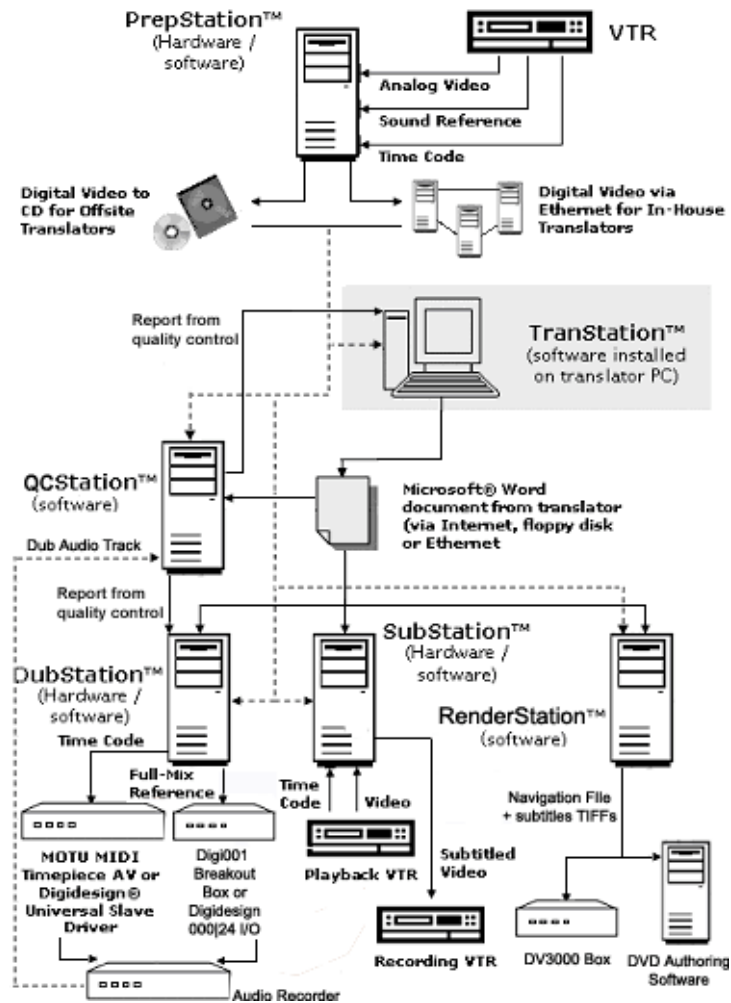 PrepStation™
(Hardware /
software)
VTR
Analog Video
Sound Reference
Time Code
Digital Video to
CD for Offsite
Translators
Digital Video via
Ethernet for In-House
Translators
Report from
quality control
TranStation™
(software installed
on translator PC)
QCStation™
(software)
Microsoft® Word
document from translator
(via Internet, floppy disk
or Ethernet
Dub Audio Track
Report from
quality control
DubStation™
(Hardware /
software)
SubStation™
(Hardware /
software)
RenderStation™
(software)
Time Code
Full-Mix
Reference
Time
Code
Video
Navigation File
+ subtitles TIFFs
MOTU MIDI
Timepiece AV or
Digidesign®
Universal Slave
Driver
Digi001
Breakout
Box or
Digidesign
000|24 I/O
Playback VTR
Subtitled
Video
Recording VTR
DV3000 Box
DVD Authoring
Software
Audio Recorder